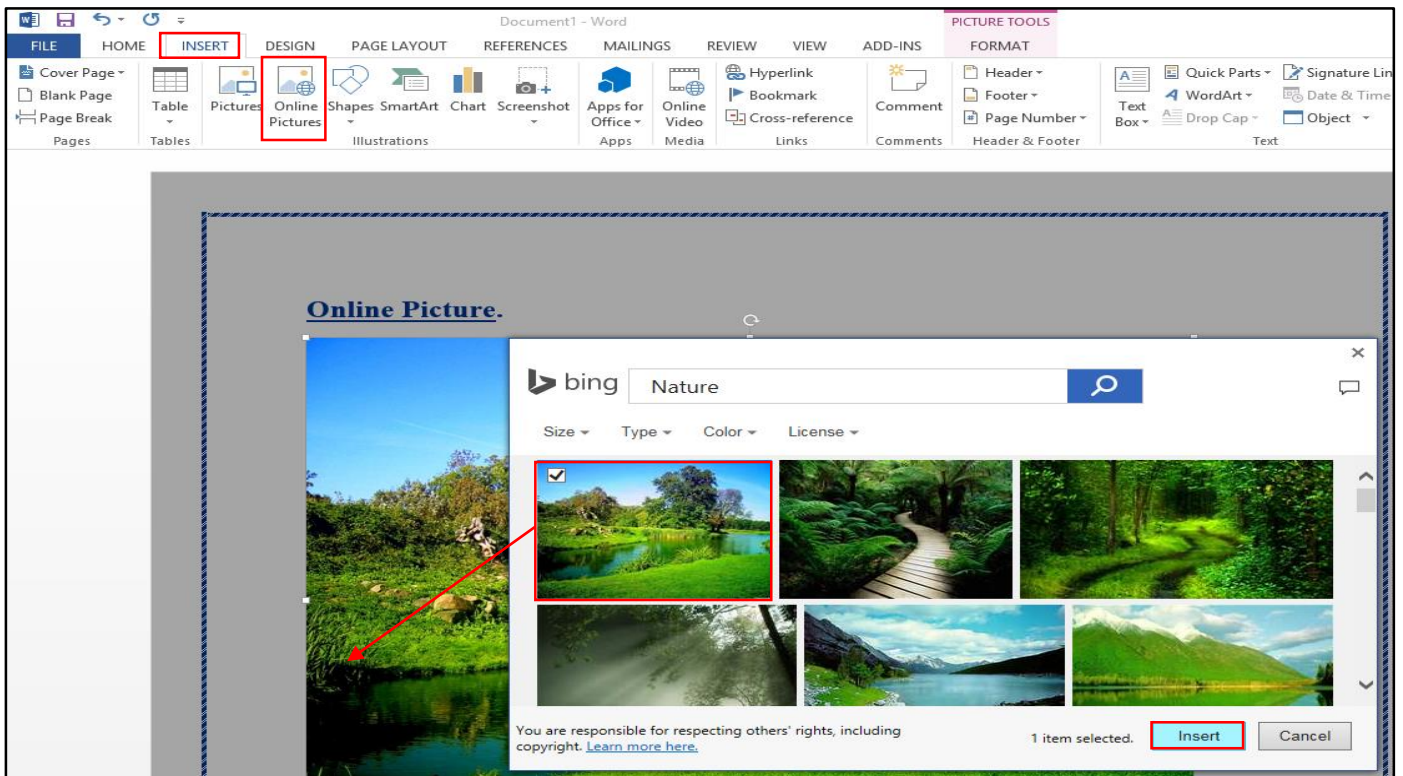 Document1 - Word
PICTURE TOOLS
FILE HOME INSERT DESIGN PAGE LAYOUT REFERENCES MAILINGS REVIEW VIEW ADD-INS FORMAT
Cover Page
Blank Page
Page Break
Pages
Table
Tables
Pictures
Online
Pictures
Shapes
SmartArt
Chart
Screenshot
Illustrations
Apps for
Office
Apps
Online
Video
Media
Hyperlink
Bookmark
Cross-reference
Links
Comment
Comments
Header
Footer
Page Number
Header & Footer
Text
Box
Quick Parts
WordArt
Drop Cap
Signature Lin
Date & Time
Object
Text
Online Picture.
bing
Nature
Size Type Color License
You are responsible for respecting others' rights, including
copyright. Learn more here.
1 item selected.
Insert
Cancel